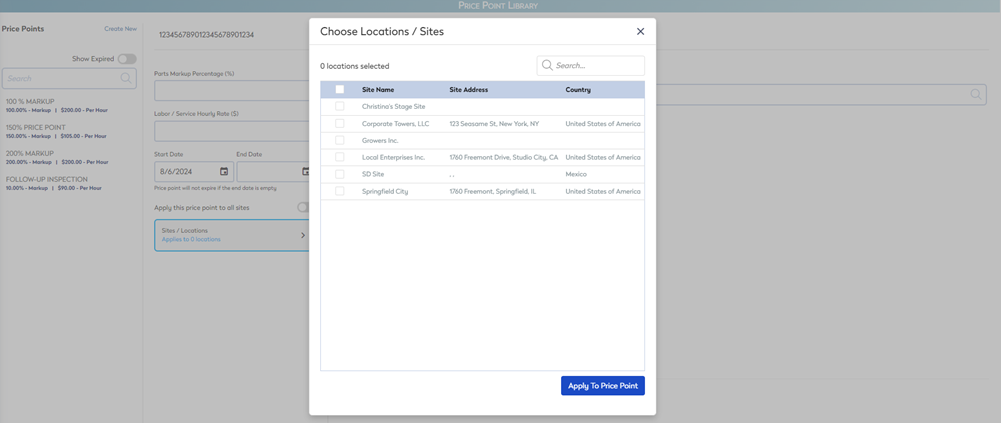 PRICE POINT LIBRARY
Price Points
Create New
Show Expired
Search
100 % MARKUP
100.00% - Markup | $200.00 - Per Hour
150% PRICE POINT
150.00% - Markup | $105.00 - Per Hour
200% MARKUP
200.00% - Markup | $200.00 - Per Hour
FOLLOW-UP INSPECTION
10.00% - Markup | $90.00 - Per Hour
123456789012345678901234
Parts Markup Percentage (%)
Labor / Service Hourly Rate ($)
Start Date End Date
8/6/2024
Price point will not expire if the end date is empty
Apply this price point to all sites
Sites / Locations
Applies to 0 locations
Choose Locations / Sites
0 locations selected
Search...
Site Name Site Address Country
Christina's Stage Site
Corporate Towers, LLC 123 Seasame St, New York, NY United States of America
Growers Inc.
Local Enterprises Inc. 1760 Freemont Drive, Studio City, CA United States of America
SD Site , , Mexico
Springfield City 1760 Freemont, Springfield, IL United States of America
Apply To Price Point